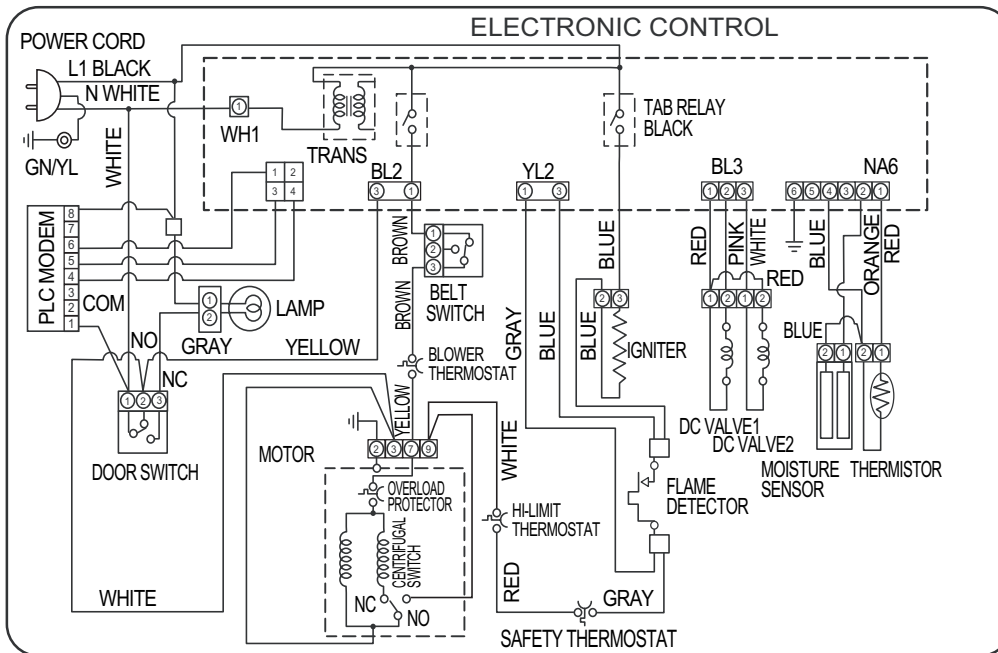 ELECTRONIC CONTROL
POWER CORD
L1 BLACK
N WHITE
GN/YL
WHITE
WH1
1
TRANS
TAB RELAY
BLACK
1 2
3 4
BL2
3 1
YL2
1 3
BL3
1 2 3
NA6
6 5 4 3 2 1
PLC MODEM
8
7
6
5
4
3
2
1
COM
NO
NC
1 2 3
DOOR SWITCH
1
2
LAMP
GRAY
YELLOW
BROWN
1
2
3
BELT
SWITCH
BROWN
BLOWER
THERMOSTAT
YELLOW
MOTOR
2 3 7 9
OVERLOAD
PROTECTOR
CENTRIFUGAL
SWITCH
NC
NO
WHITE
WHITE
HI-LIMIT
THERMOSTAT
RED
SAFETY THERMOSTAT
GRAY
GRAY
BLUE
BLUE
BLUE
2 3
IGNITER
FLAME
DETECTOR
RED
PINK
WHITE
RED
1 2 1 2
DC VALVE1
DC VALVE2
BLUE
ORANGE
RED
BLUE
2 1
2 1
MOISTURE
SENSOR
THERMISTOR